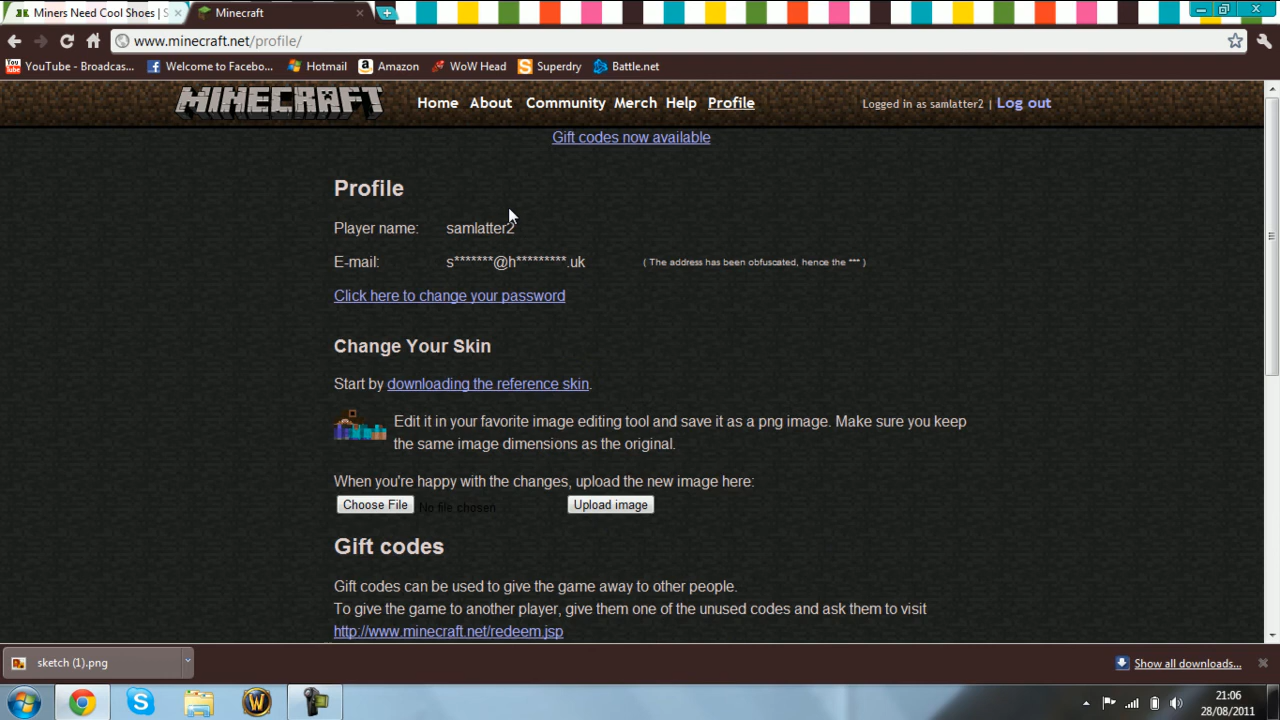 Miners Need Cool Shoes | S
Minecraft
www.minecraft.net/profile/
YouTube - Broadcas...
Welcome to Facebo...
Hotmail
Amazon
WoW Head
Superdry
Battle.net
MINECRAFT
Home
About
Community
Merch
Help
Profile
Logged in as samlatter2 | Log out
Gift codes now available
Profile
Player name: samlatter2
E-mail: s*******@h*********.uk ( The address has been obfuscated, hence the *** )
Click here to change your password
Change Your Skin
Start by downloading the reference skin.
Edit it in your favorite image editing tool and save it as a png image. Make sure you keep
the same image dimensions as the original.
When you're happy with the changes, upload the new image here:
Choose File No file chosen Upload image
Gift codes
Gift codes can be used to give the game away to other people.
To give the game to another player, give them one of the unused codes and ask them to visit
http://www.minecraft.net/redeem.jsp
sketch (1).png
Show all downloads...
21:06
28/08/2011